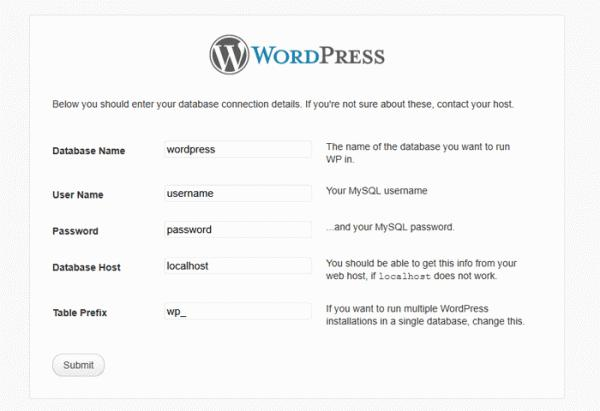 WORDPRESS
Below you should enter your database connection details. If you're not sure about these, contact your host.
Database Name
wordpress
The name of the database you want to run
WP in.
User Name
username
Your MySQL username
Password
password
...and your MySQL password.
Database Host
localhost
You should be able to get this info from your
web host, if localhost does not work.
Table Prefix
wp_
If you want to run multiple WordPress
installations in a single database, change this.
Submit